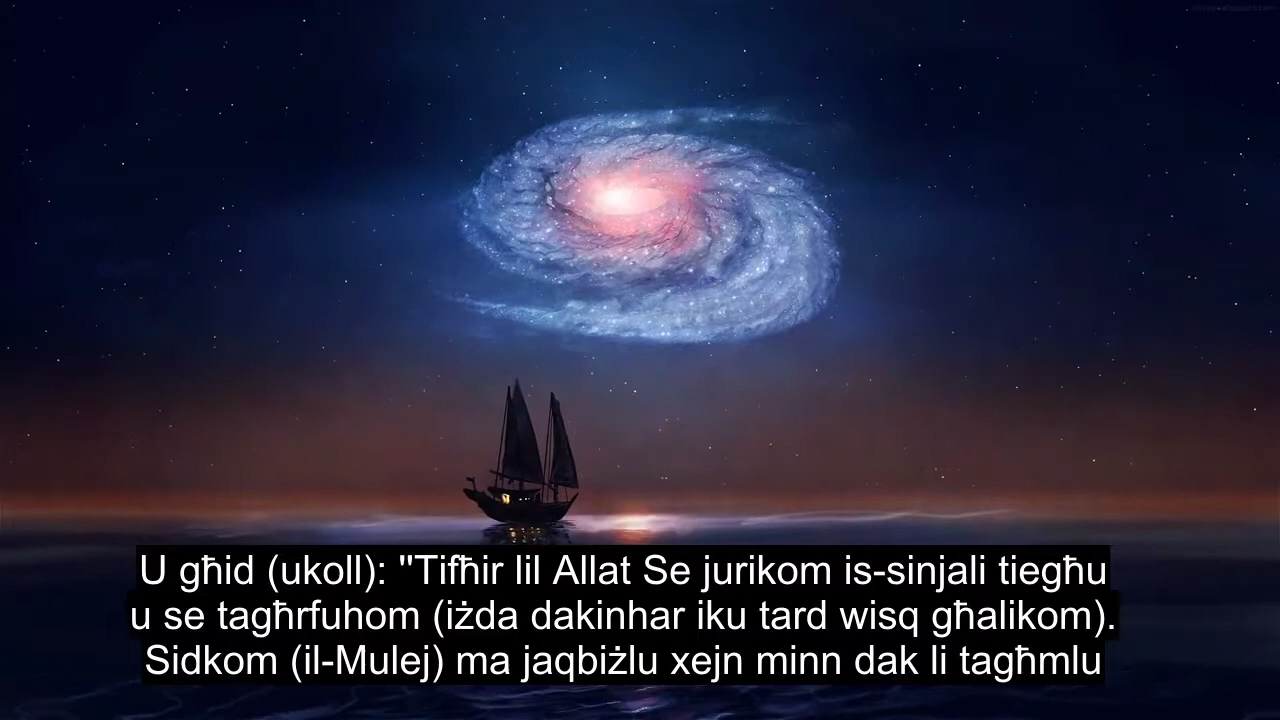 U għid (ukoll): "Tifħir lil Allat Se jurikom is-sinjali tiegħu
u se tagħrfuhom (iżda dakinhar iku tard wisq għalikom).
Sidkom (il-Mulej) ma jaqbiżlu xejn minn dak li tagħmlu